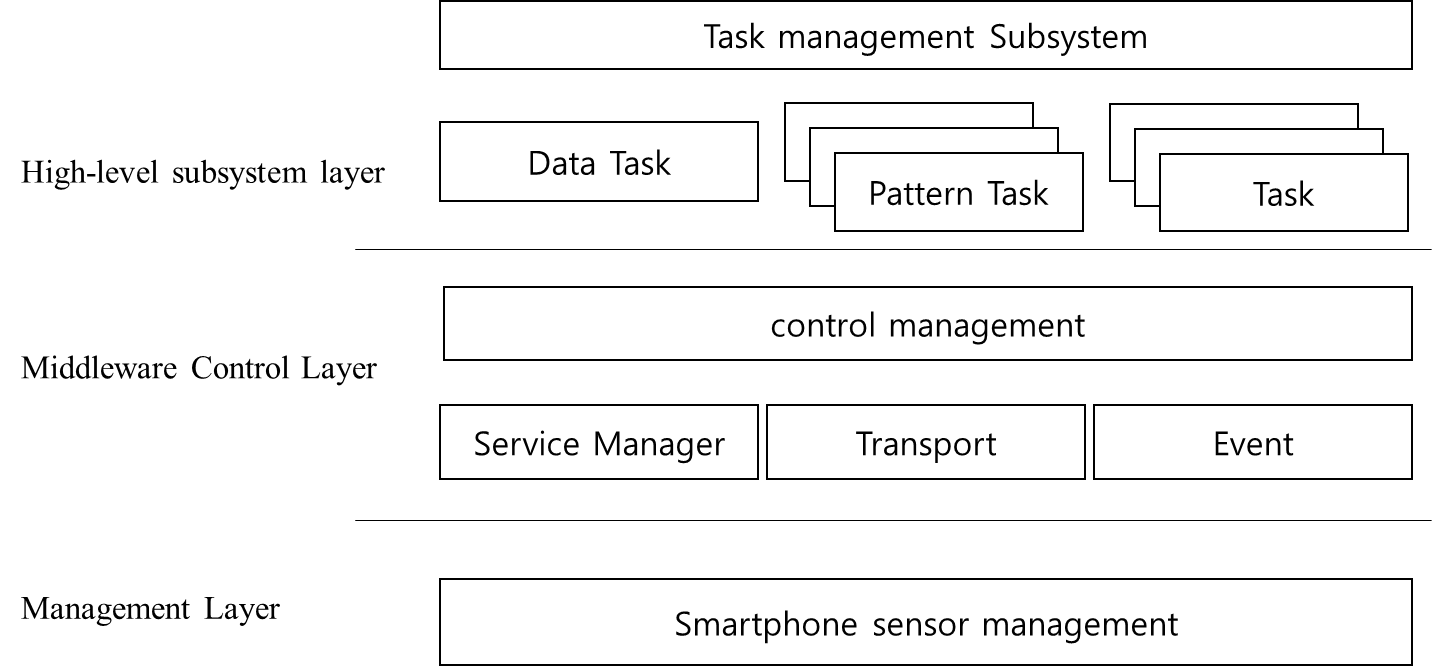 Task management Subsystem
High-level subsystem layer
Data Task
Pattern Task
Task
control management
Middleware Control Layer
Service Manager
Transport
Event
Management Layer
Smartphone sensor management